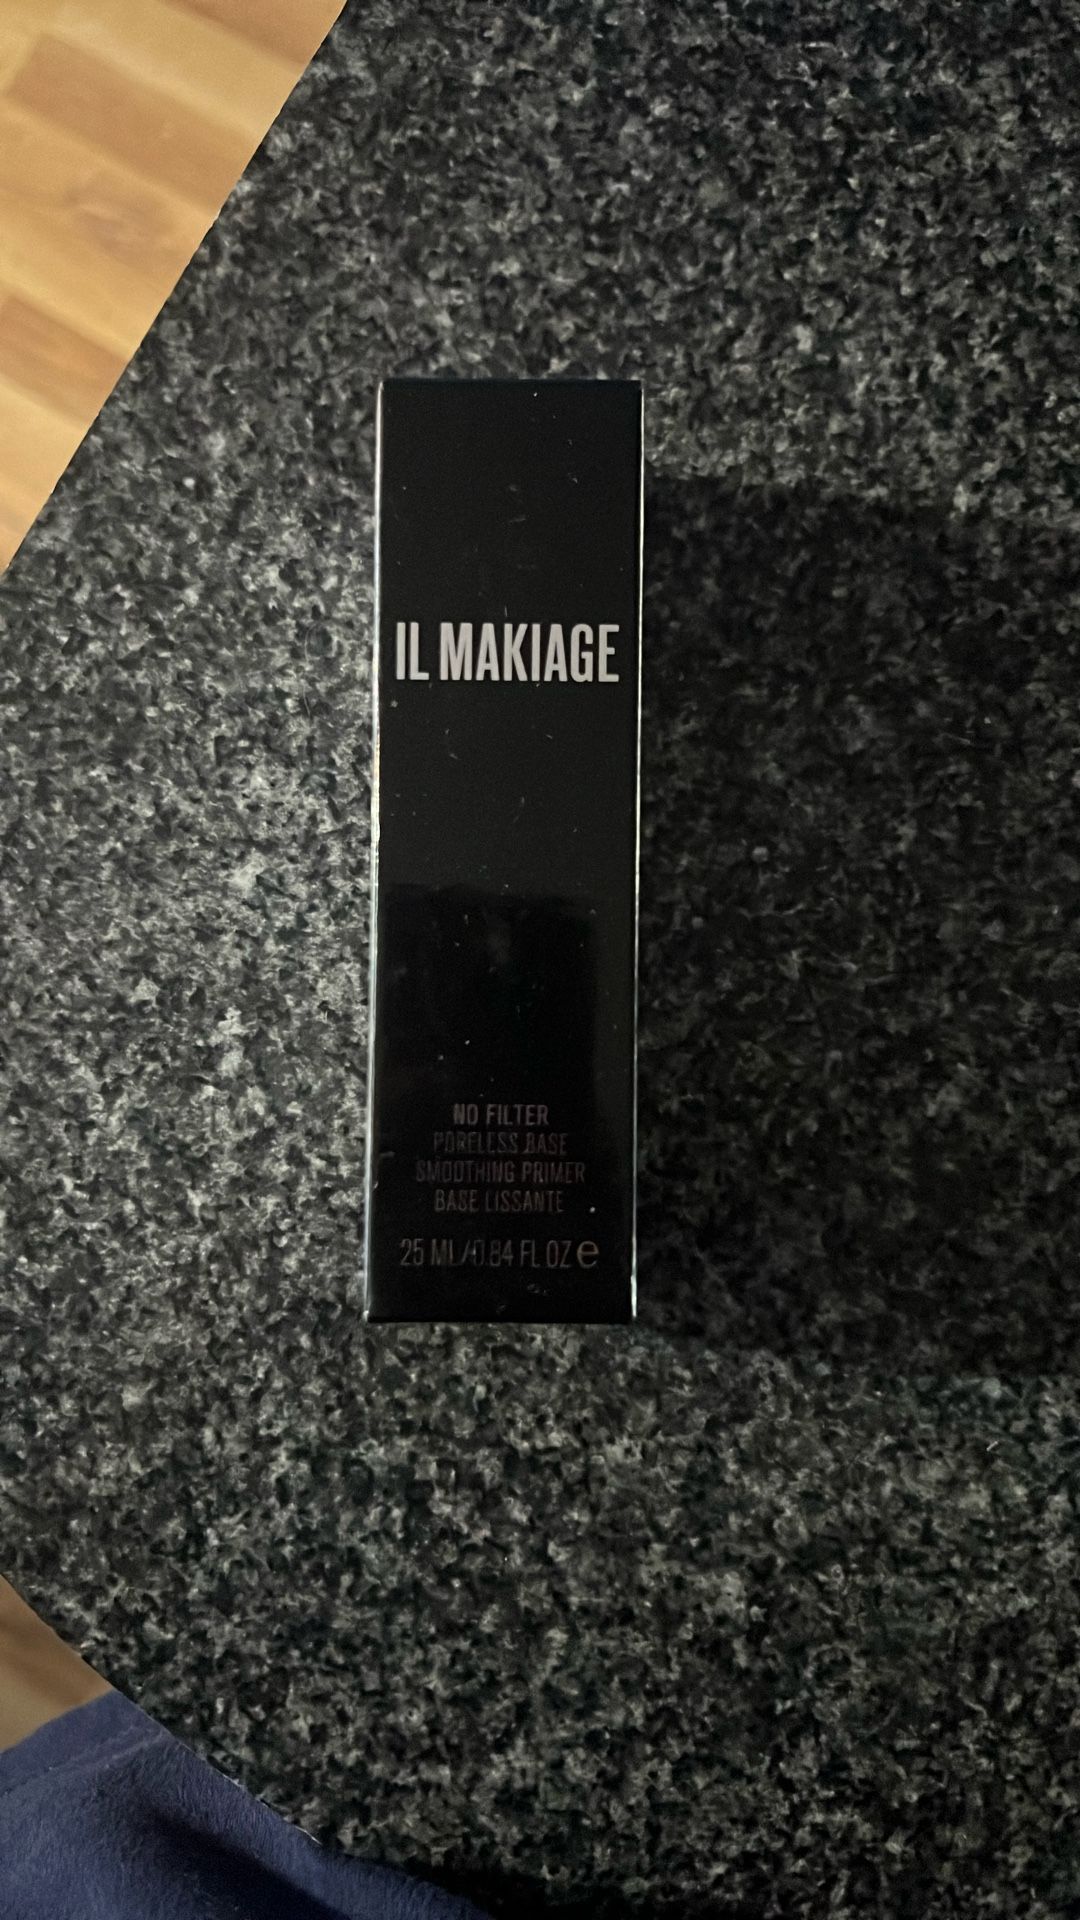 IL MAKIAGE
NO FILTER
PORELESS BASE
SMOOTHING PRIMER
BASE LISSANTE
25 ML/0.84 FL OZ e